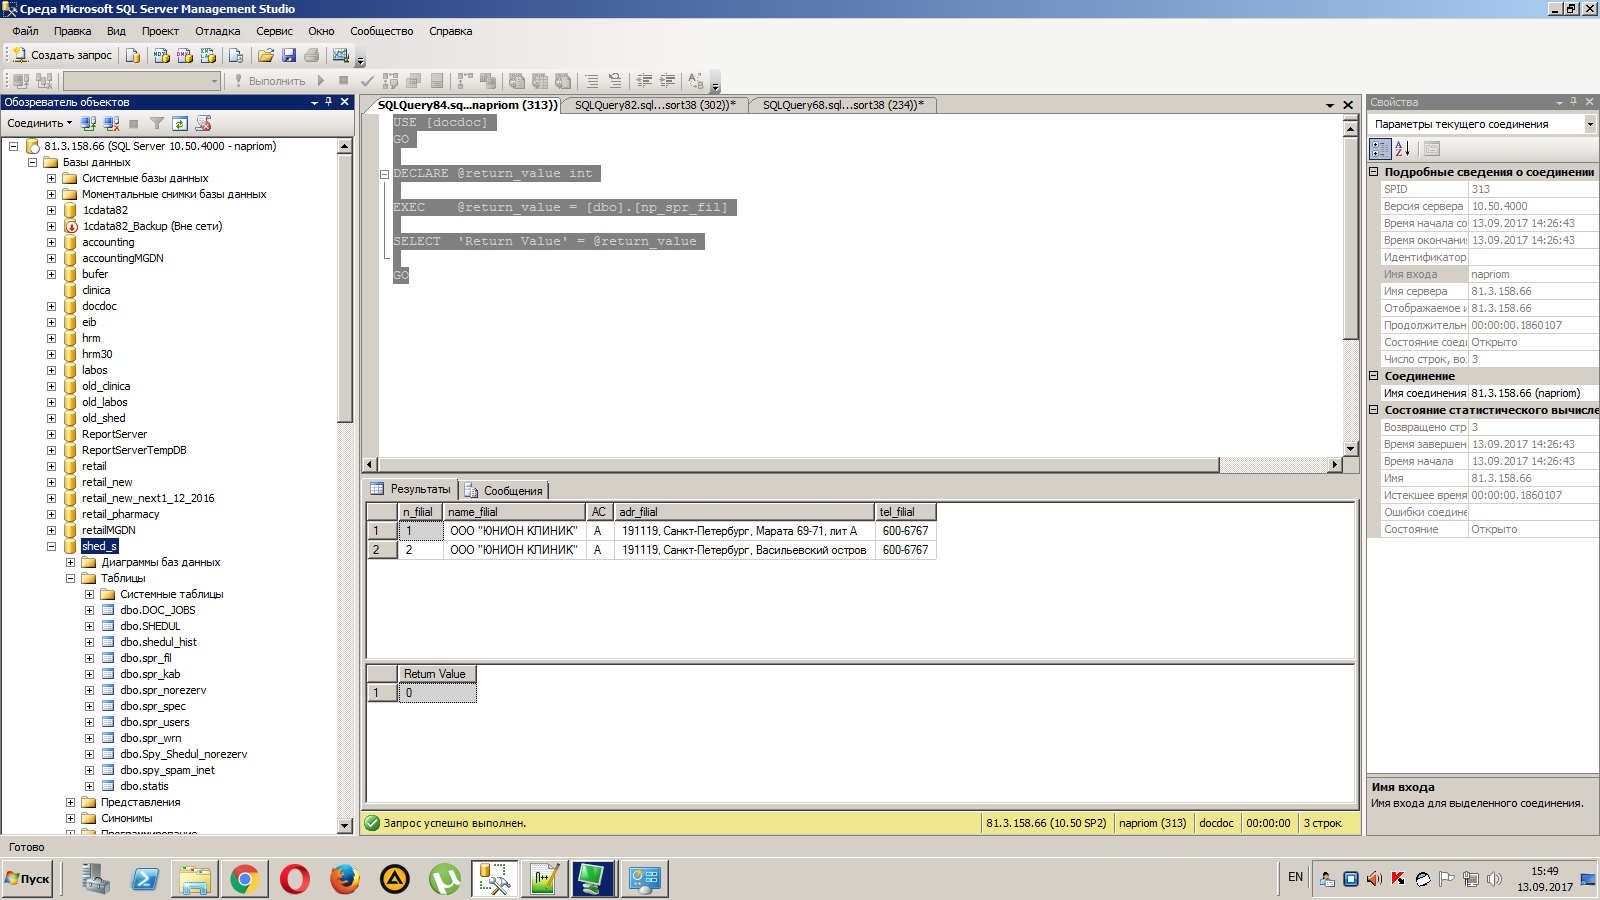 Среда Microsoft SQL Server Management Studio
Файл Правка Вид Проект Отладка Сервис Окно Сообщество Справка
Создать запрос
Выполнить
Обозреватель объектов
Соединить
81.3.158.66 (SQL Server 10.50.4000 - napriom)
Базы данных
Системные базы данных
Моментальные снимки базы данных
1cdata82
1cdata82_Backup (Вне сети)
accounting
accountingMGDN
bufer
clinica
docdoc
eib
hrm
hrm30
labos
old_clinica
old_labos
old_shed
ReportServer
ReportServerTempDB
retail
retail_new
retail_new_next1_12_2016
retail_pharmacy
retailMGDN
shed_s
Диаграммы баз данных
Таблицы
Системные таблицы
dbo.DOC_JOBS
dbo.SHEDUL
dbo.shedul_hist
dbo.spr_fil
dbo.spr_kab
dbo.spr_norezerv
dbo.spr_spec
dbo.spr_users
dbo.spr_wrn
dbo.Spy_Shedul_norezerv
dbo.spy_spam_inet
dbo.statis
Представления
Синонимы
Программирование
SQLQuery84.sq...napriom (313)) SQLQuery82.sql...sort38 (302))* SQLQuery68.sql...sort38 (234))*
USE [docdoc]
GO
DECLARE @return_value int
EXEC @return_value = [dbo].[np_spr_fil]
SELECT 'Return Value' = @return_value
GO
Результаты Сообщения
n_filial name_filial AC adr_filial tel_filial
1 1 ООО "ЮНИОН КЛИНИК" А 191119, Санкт-Петербург, Марата 69-71, лит А 600-6767
2 2 ООО "ЮНИОН КЛИНИК" А 191119, Санкт-Петербург, Васильевский остров 600-6767
Return Value
1 0
Запрос успешно выполнен. 81.3.158.66 (10.50 SP2) napriom (313) docdoc 00:00:00 3 строк
Свойства
Параметры текущего соединения
Подробные сведения о соединении
SPID 313
Версия сервера 10.50.4000
Время начала со 13.09.2017 14:26:43
Время окончани 13.09.2017 14:26:43
Идентификатор
Имя входа napriom
Имя сервера 81.3.158.66
Отображаемое и 81.3.158.66
Продолжительн 00:00:00.1860107
Состояние соеди Открыто
Число строк, во 3
Соединение
Имя соединения 81.3.158.66 (napriom)
Состояние статистического вычисле
Возвращено стр 3
Время завершен 13.09.2017 14:26:43
Время начала 13.09.2017 14:26:43
Имя 81.3.158.66
Истекшее время 00:00:00.1860107
Ошибки соедине
Состояние Открыто
Имя входа
Имя входа для выделенного соединения.
Готово
Пуск
EN
15:49
13.09.2017